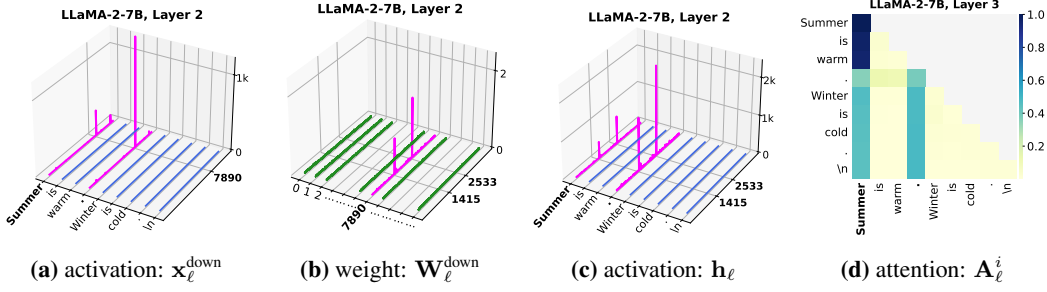 LLaMA-2-7B, Layer 2
1k
0
7890
Summer
is
warm
.
Winter
is
cold
.
\n
LLaMA-2-7B, Layer 2
2
0
2533
1415
0 1 2 ........ 7890 ........
LLaMA-2-7B, Layer 2
2k
1k
0
2533
1415
Summer
is
warm
.
Winter
is
cold
.
\n
LLaMA-2-7B, Layer 3
Summer
is
warm
.
Winter
is
cold
.
\n
Summer is warm . Winter is cold . \n
1.0
0.8
0.6
0.4
0.2
(a) activation: x_ℓ^down
(b) weight: W_ℓ^down
(c) activation: h_ℓ
(d) attention: A_ℓ^i